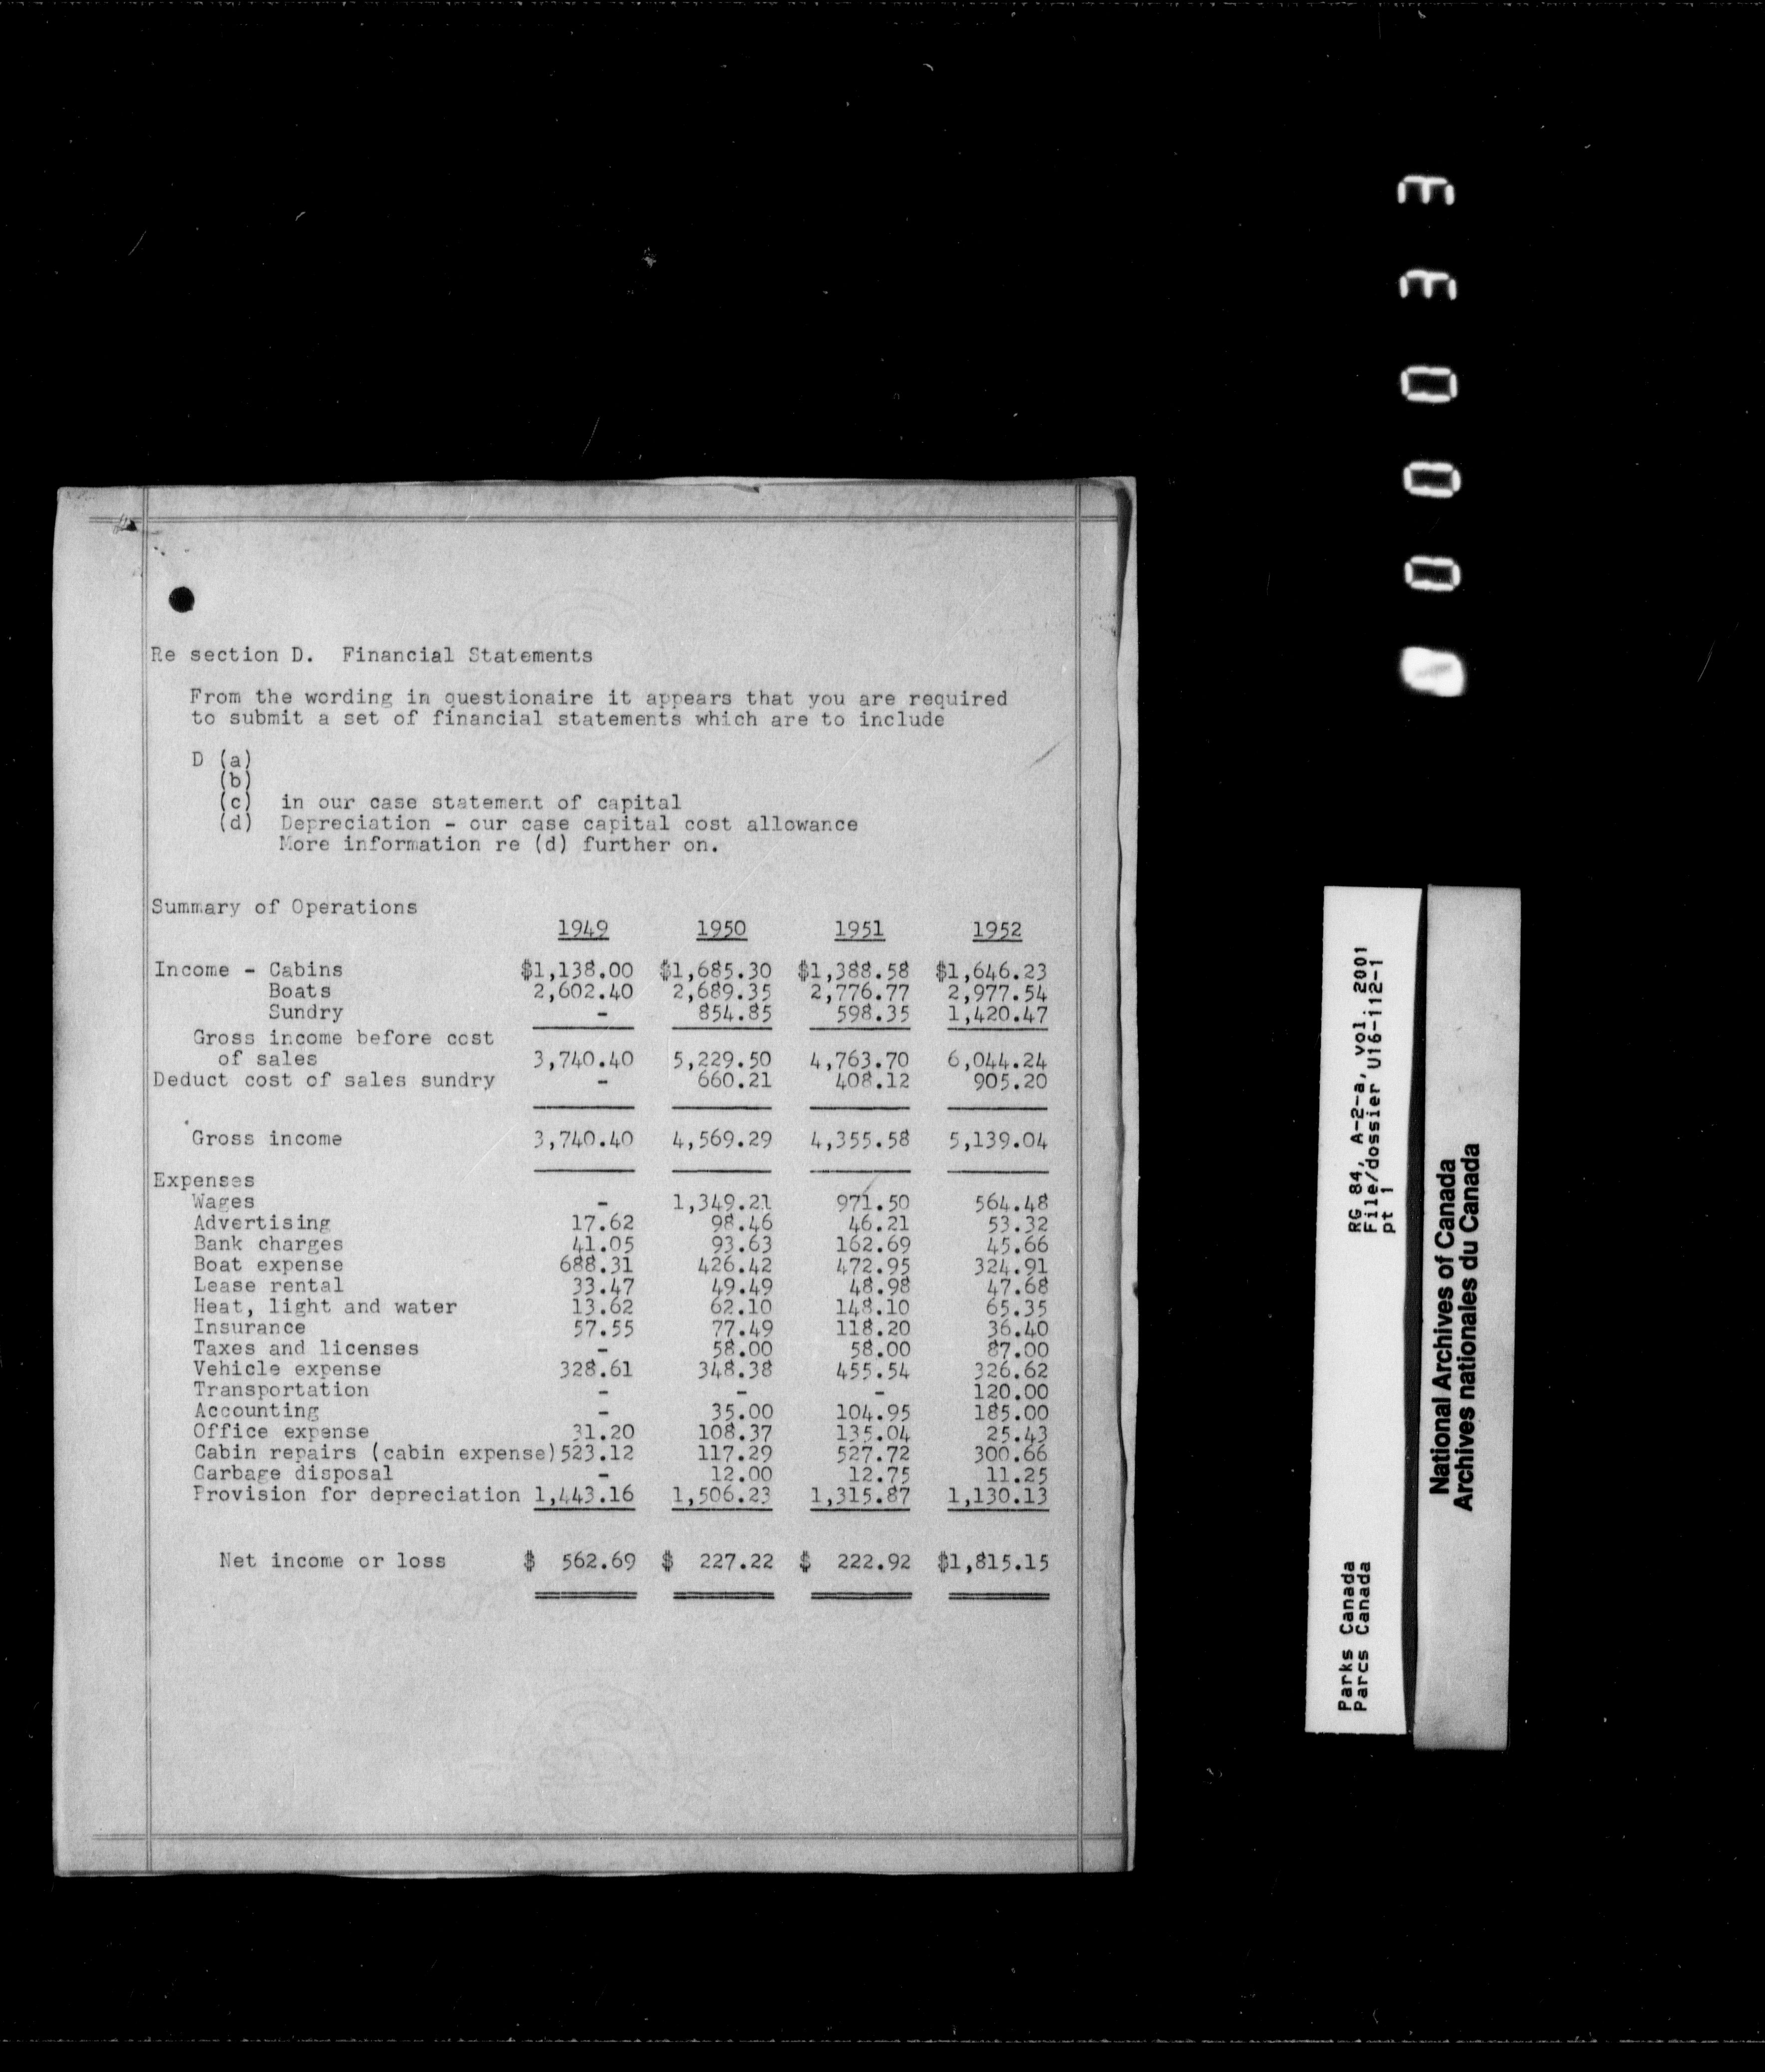 Re section D. Financial Statements
From the wording in questionaire it appears that you are required
to submit a set of financial statements which are to include
D (a)
(b)
(c) in our case statement of capital
(d) Depreciation - our case capital cost allowance
More information re (d) further on.
Summary of Operations
1949 1950 1951 1952
Income - Cabins $1,138.00 $1,685.30 $1,388.58 $1,646.23
Boats 2,602.40 2,689.35 2,776.77 2,977.54
Sundry - 854.85 598.35 1,420.47
Gross income before cost
of sales 3,740.40 5,229.50 4,763.70 6,044.24
Deduct cost of sales sundry - 660.21 408.12 905.20
Gross income 3,740.40 4,569.29 4,355.58 5,139.04
Expenses
Wages - 1,349.21 971.50 564.48
Advertising 17.62 98.46 46.21 53.32
Bank charges 41.05 93.63 162.69 45.66
Boat expense 688.31 426.42 472.95 324.91
Lease rental 33.47 49.49 48.98 47.68
Heat, light and water 13.62 62.10 148.10 65.35
Insurance 57.55 77.49 118.20 36.40
Taxes and licenses - 58.00 58.00 87.00
Vehicle expense 328.61 348.38 455.54 326.62
Transportation - - - 120.00
Accounting - 35.00 104.95 185.00
Office expense 31.20 108.37 135.04 25.43
Cabin repairs (cabin expense) 523.12 117.29 527.72 300.66
Garbage disposal - 12.00 12.75 11.25
Provision for depreciation 1,443.16 1,506.23 1,315.87 1,130.13
Net income or loss $ 562.69 $ 227.22 $ 222.92 $1,815.15
00033
Parks Canada RG 84, A-2-a, vol. 2001
Parcs Canada File/dossier U16-112-1
pt 1
National Archives of Canada
Archives nationales du Canada